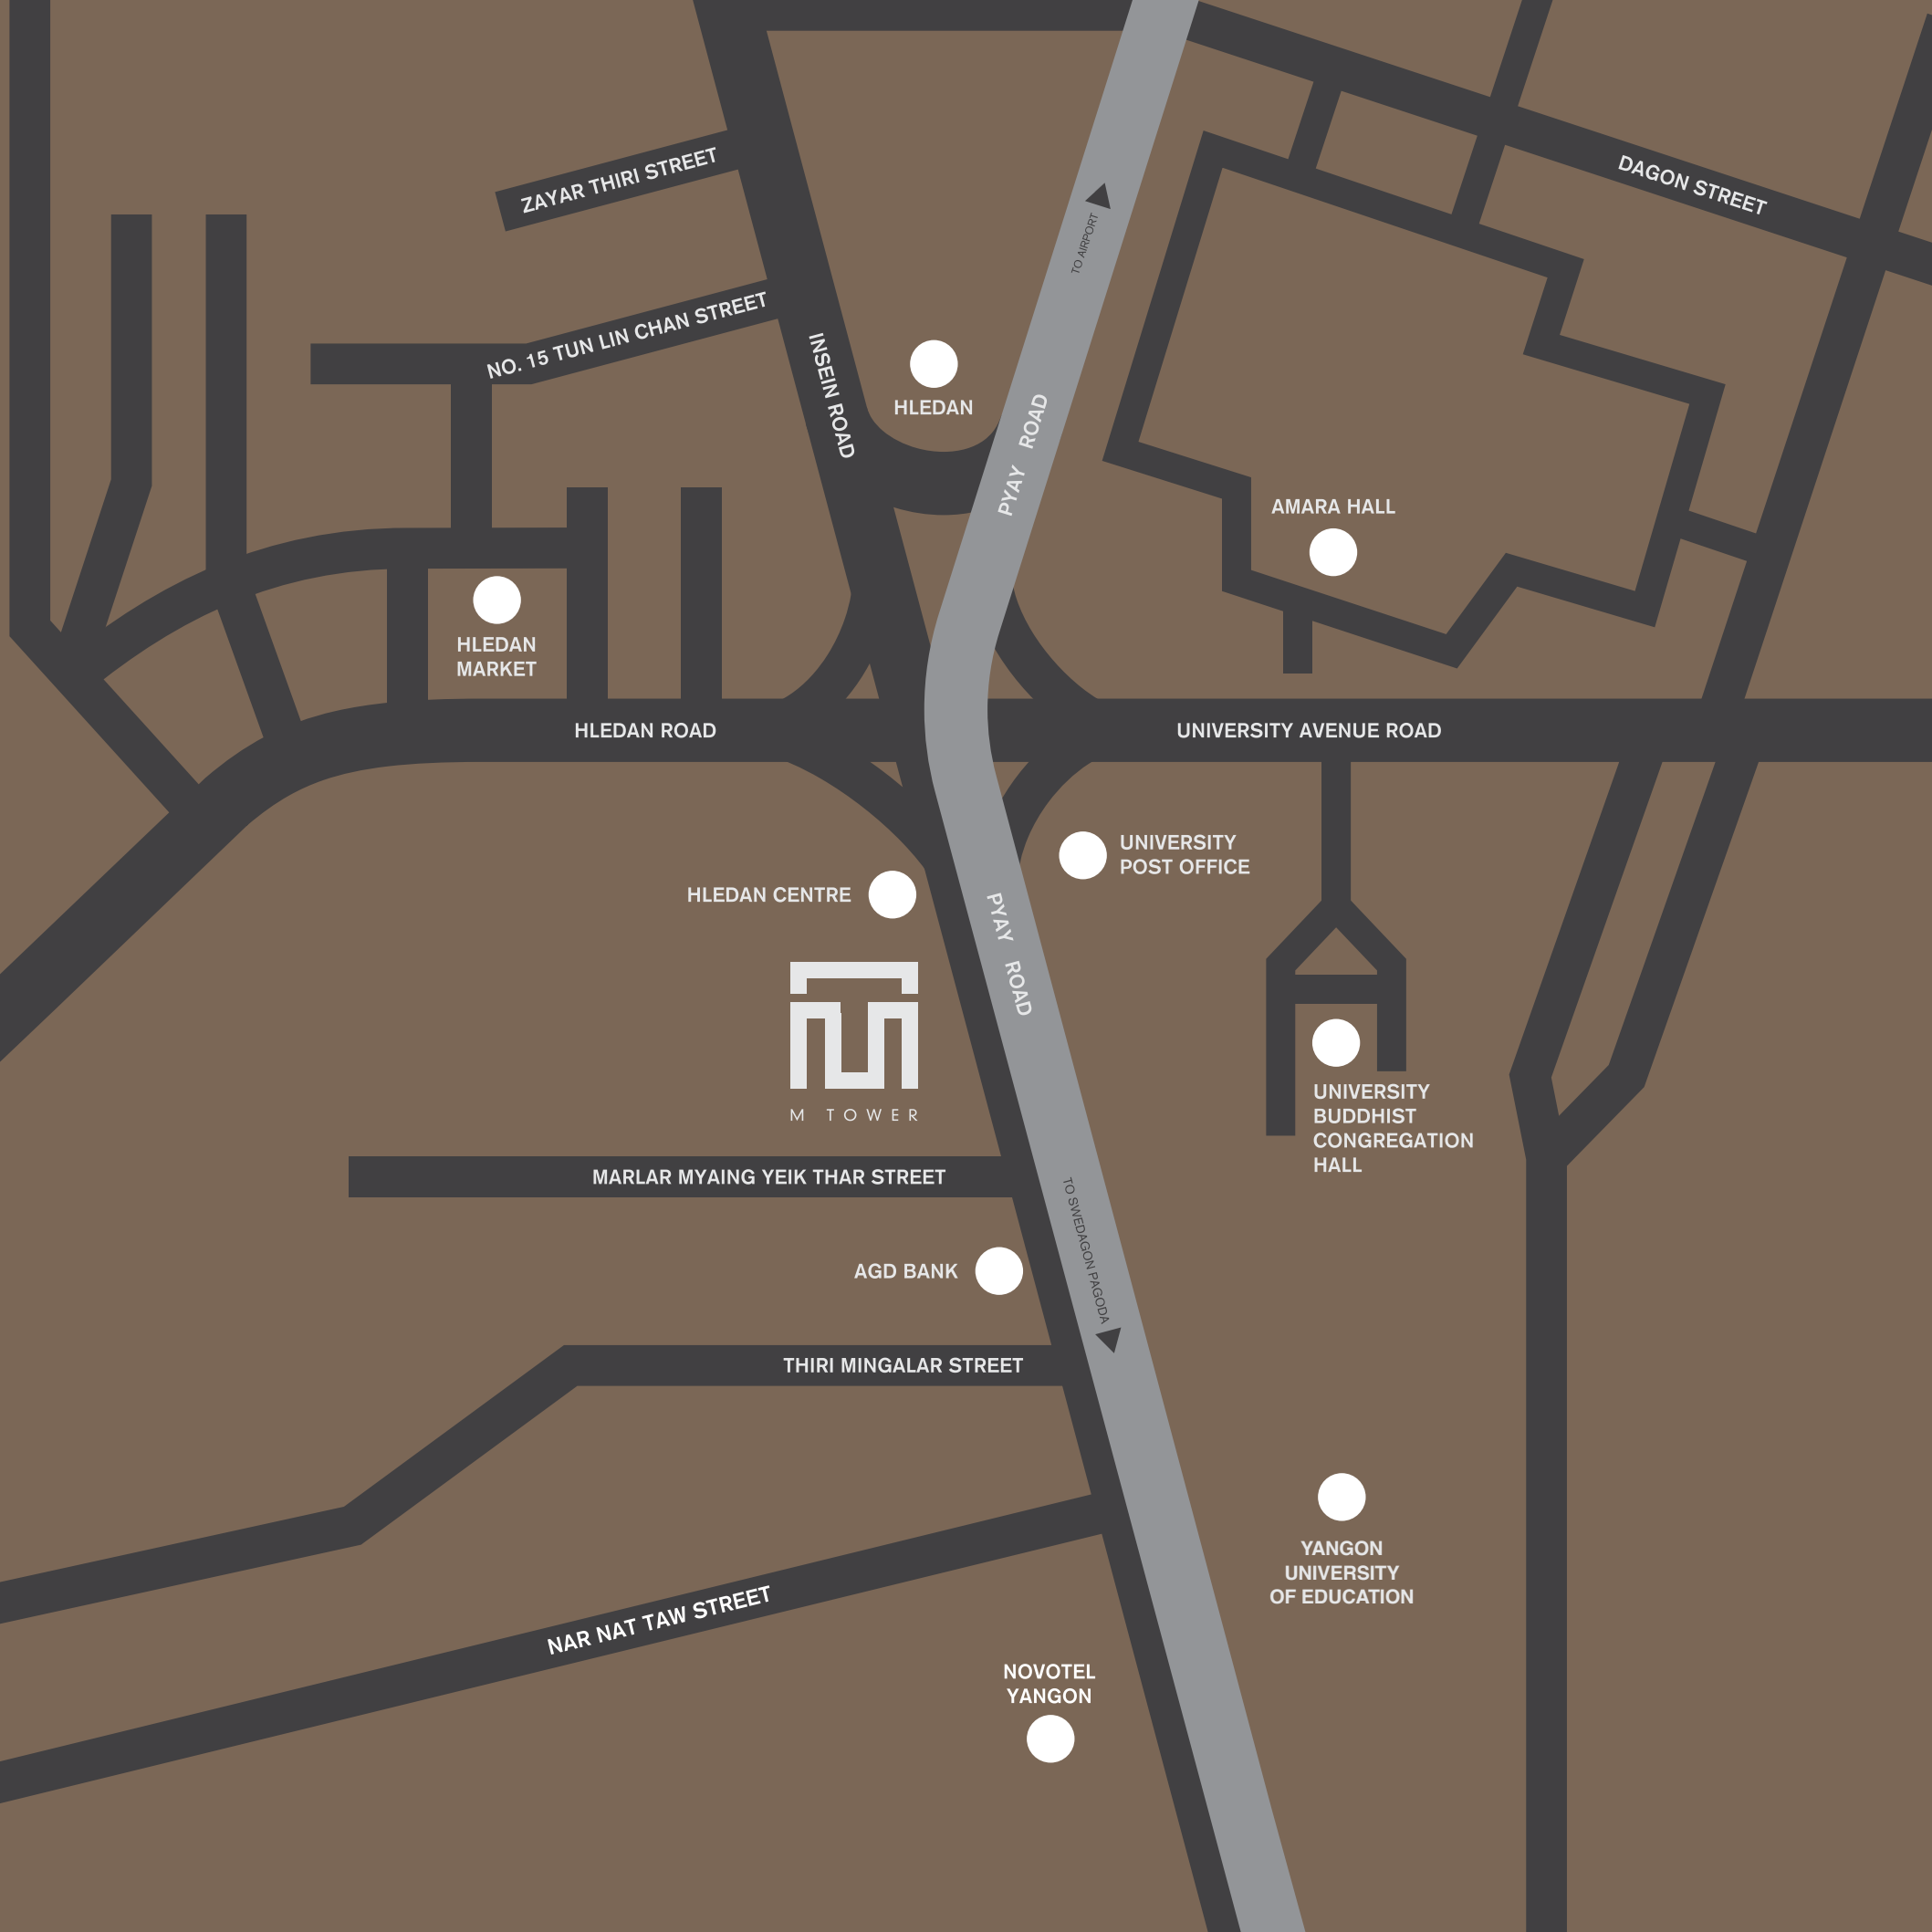 ZAYAR THIRI STREET
DAGON STREET
TO AIRPORT
NO. 15 TUN LIN CHAN STREET
INSEIN ROAD
HLEDAN
PYAY ROAD
AMARA HALL
HLEDAN
MARKET
HLEDAN ROAD
UNIVERSITY AVENUE ROAD
UNIVERSITY
POST OFFICE
HLEDAN CENTRE
PYAY ROAD
M TOWER
UNIVERSITY
BUDDHIST
CONGREGATION
HALL
MARLAR MYAING YEIK THAR STREET
TO SWEDAGON PAGODA
AGD BANK
THIRI MINGALAR STREET
YANGON
UNIVERSITY
OF EDUCATION
NAR NAT TAW STREET
NOVOTEL
YANGON